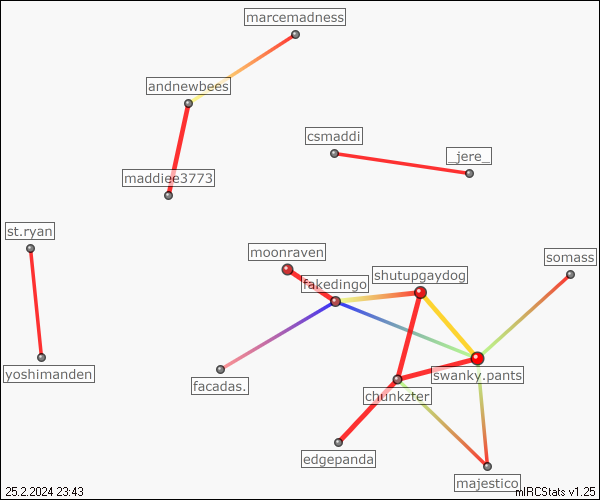 marcemadness
andnewbees
csmaddi
_jere_
maddiee3773
st.ryan
moonraven
somass
shutupgaydog
fakedingo
yoshimanden
swanky.pants
facadas.
chunkzter
edgepanda
majestico
25.2.2024 23:43
mIRCStats v1.25